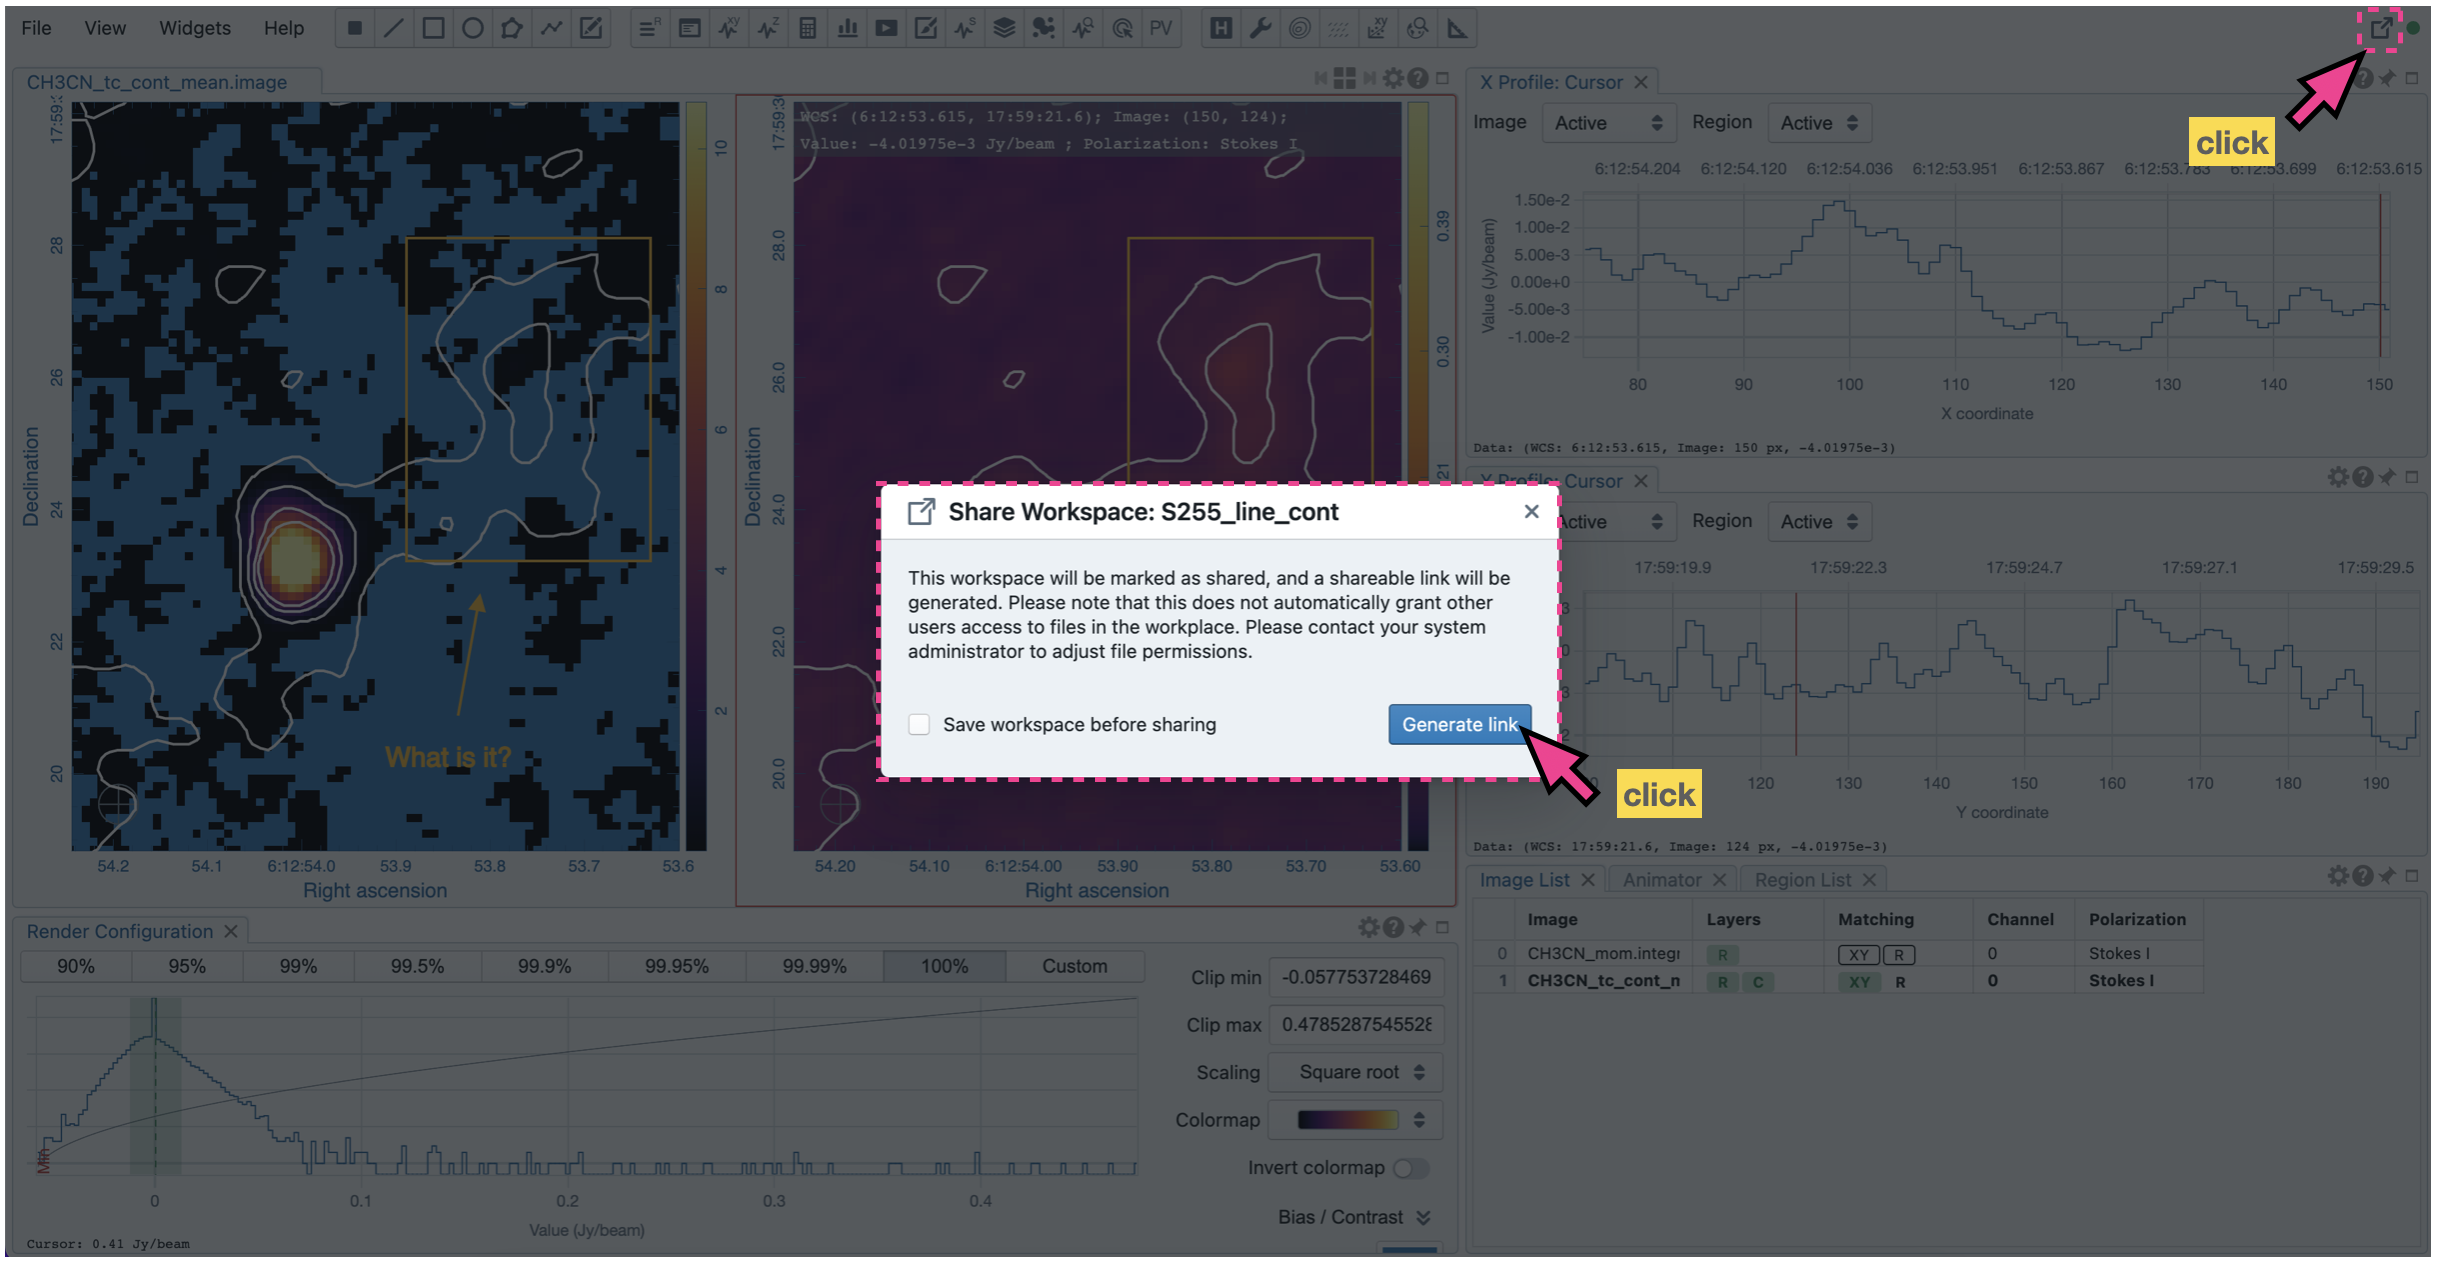 File View Widgets Help
R XY Z S PV H XY
click
CH3CN_tc_cont_mean.image
WCS: (6:12:53.615, 17:59:21.6); Image: (150, 124);
Value: -4.01975e-3 Jy/beam ; Polarization: Stokes I
Declination
28
26
24
22
20
What is it?
54.2 54.1 6:12:54.0 53.9 53.8 53.7 53.6
Right ascension
10
8
6
4
2
Declination
28.0
26.0
24.0
22.0
20.0
54.20 54.10 6:12:54.00 53.90 53.80 53.70 53.60
Right ascension
0.39
0.30
0.21
X Profile: Cursor
Image Active Region Active
6:12:54.204 6:12:54.120 6:12:54.036 6:12:53.951 6:12:53.867 6:12:53.783 6:12:53.699 6:12:53.615
Value (Jy/beam)
1.50e-2
1.00e-2
5.00e-3
0.00e+0
-5.00e-3
-1.00e-2
80 90 100 110 120 130 140 150
X coordinate
Data: (WCS: 6:12:53.615, Image: 150 px, -4.01975e-3)
Y Profile: Cursor
Active Region Active
17:59:19.9 17:59:22.3 17:59:24.7 17:59:27.1 17:59:29.5
120 130 140 150 160 170 180 190
Y coordinate
Data: (WCS: 17:59:21.6, Image: 124 px, -4.01975e-3)
Share Workspace: S255_line_cont
This workspace will be marked as shared, and a shareable link will be
generated. Please note that this does not automatically grant other
users access to files in the workplace. Please contact your system
administrator to adjust file permissions.
Save workspace before sharing
Generate link
click
Image List Animator Region List
Image Layers Matching Channel Polarization
0 CH3CN_mom.integr R XY R 0 Stokes I
1 CH3CN_tc_cont_n R C XY R 0 Stokes I
Render Configuration
90% 95% 99% 99.5% 99.9% 99.95% 99.99% 100% Custom
Min
0 0.1 0.2 0.3 0.4
Value (Jy/beam)
Cursor: 0.41 Jy/beam
Clip min -0.057753728469
Clip max 0.4785287545528
Scaling Square root
Colormap
Invert colormap
Bias / Contrast